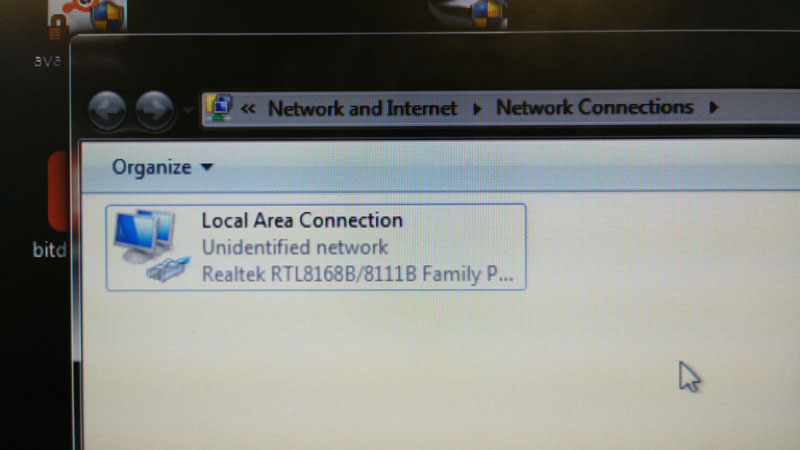 ava
« Network and Internet ▸ Network Connections ▸
Organize ▾
Local Area Connection
Unidentified network
Realtek RTL8168B/8111B Family P...
bitd